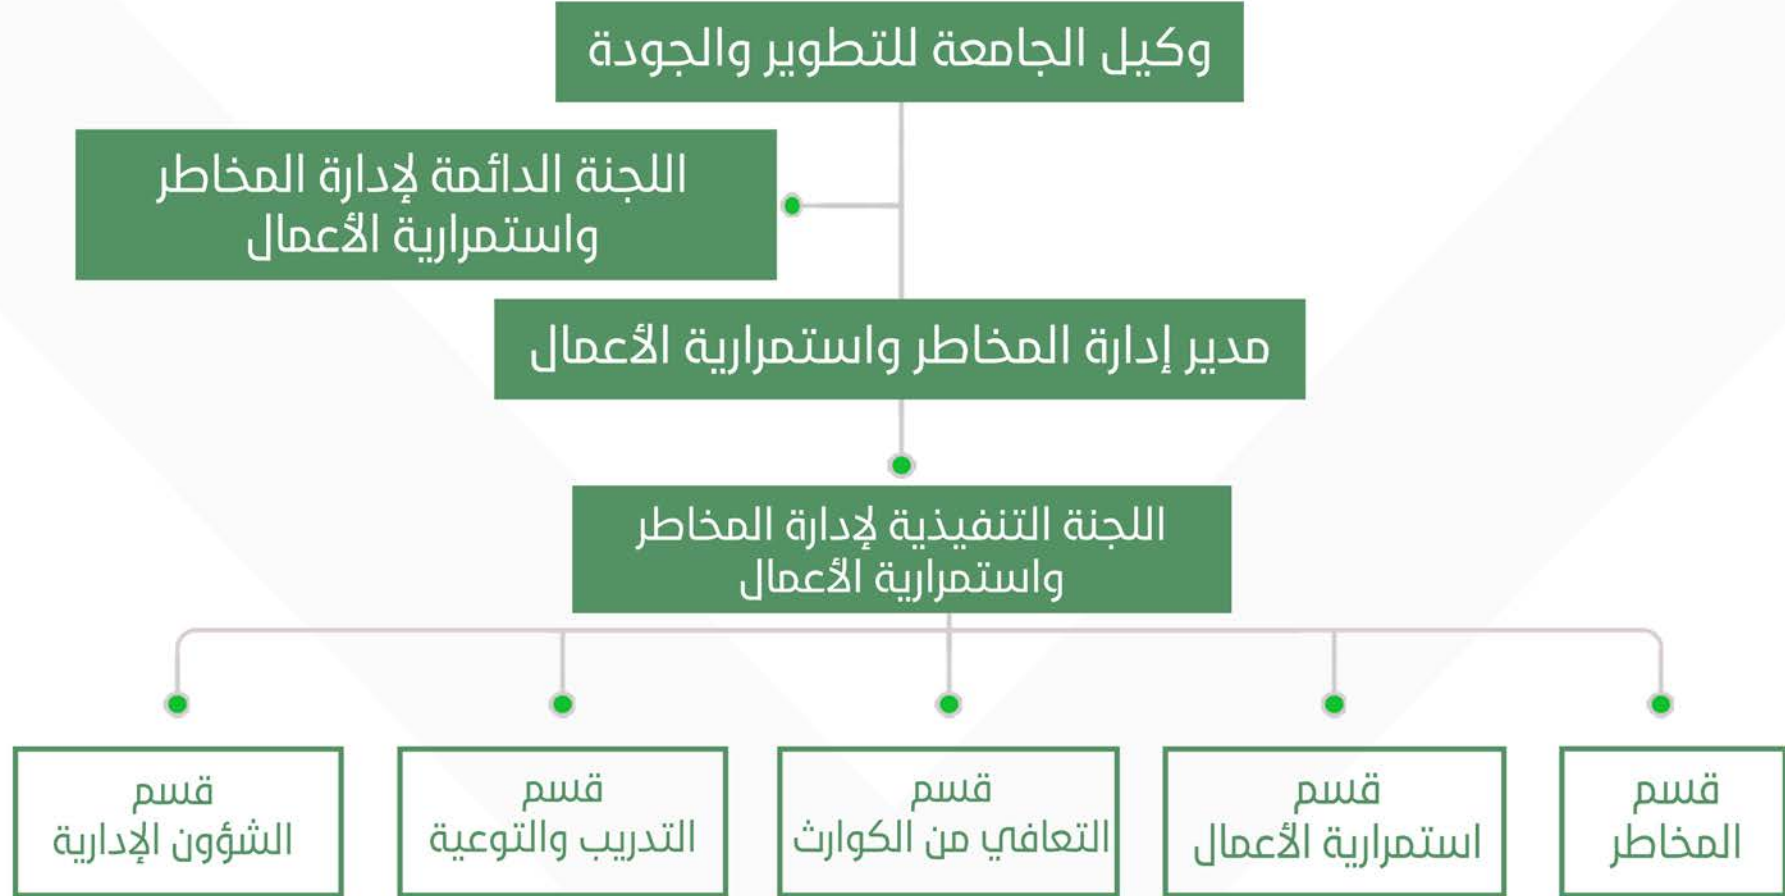 وكيل الجامعة للتطوير والجودة
اللجنة الدائمة لإدارة المخاطر
واستمرارية الأعمال
مدير إدارة المخاطر واستمرارية الأعمال
اللجنة التنفيذية لإدارة المخاطر
واستمرارية الأعمال
قسم
المخاطر
قسم
استمرارية الأعمال
قسم
التعافي من الكوارث
قسم
التدريب والتوعية
قسم
الشؤون الإدارية